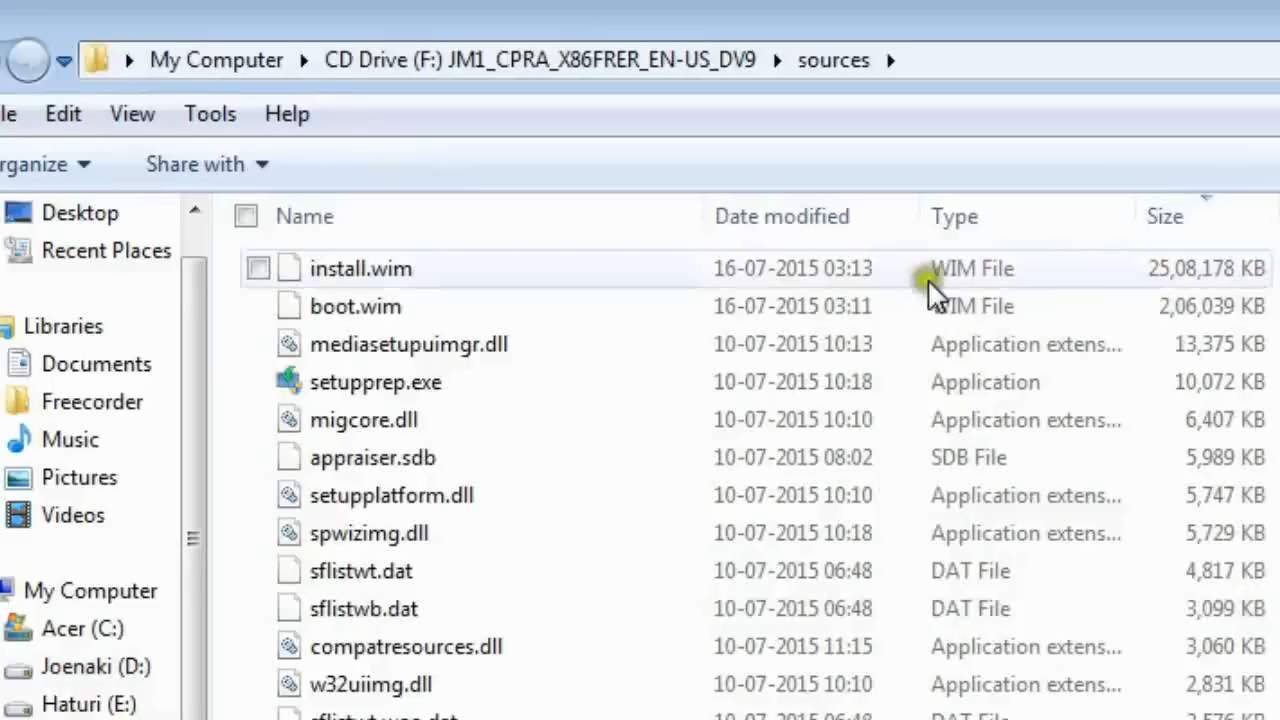 My Computer CD Drive (F:) JM1_CPRA_X86FRER_EN-US_DV9 sources
le Edit View Tools Help
rganize Share with
Desktop
Recent Places
Libraries
Documents
Freecorder
Music
Pictures
Videos
My Computer
Acer (C:)
Joenaki (D:)
Haturi (E:)
Name Date modified Type Size
install.wim 16-07-2015 03:13 WIM File 25,08,178 KB
boot.wim 16-07-2015 03:11 WIM File 2,06,039 KB
mediasetupuimgr.dll 10-07-2015 10:13 Application extens... 13,375 KB
setupprep.exe 10-07-2015 10:18 Application 10,072 KB
migcore.dll 10-07-2015 10:10 Application extens... 6,407 KB
appraiser.sdb 10-07-2015 08:02 SDB File 5,989 KB
setupplatform.dll 10-07-2015 10:10 Application extens... 5,747 KB
spwizimg.dll 10-07-2015 10:18 Application extens... 5,729 KB
sflistwt.dat 10-07-2015 06:48 DAT File 4,817 KB
sflistwb.dat 10-07-2015 06:48 DAT File 3,099 KB
compatresources.dll 10-07-2015 11:15 Application extens... 3,060 KB
w32uiimg.dll 10-07-2015 10:10 Application extens... 2,831 KB